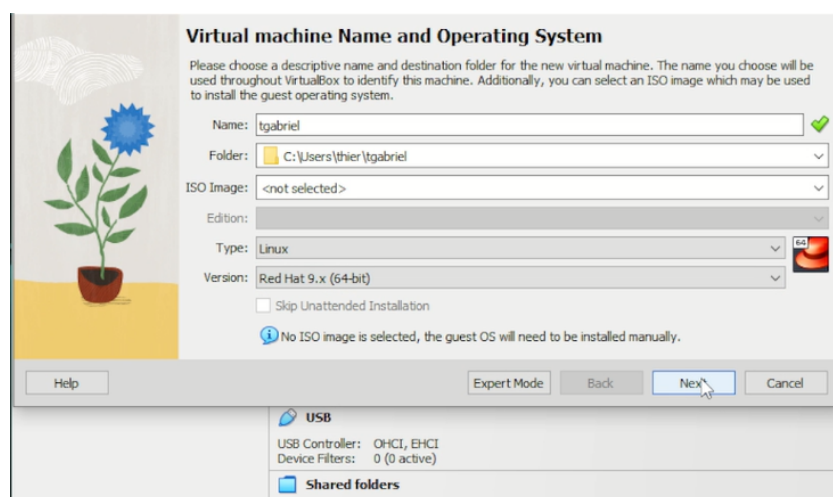 Virtual machine Name and Operating System
Please choose a descriptive name and destination folder for the new virtual machine. The name you choose will be
used throughout VirtualBox to identify this machine. Additionally, you can select an ISO image which may be used
to install the guest operating system.
Name: tgabriel
Folder: C:\Users\thier\tgabriel
ISO Image: <not selected>
Edition:
Type: Linux
64
Version: Red Hat 9.x (64-bit)
Skip Unattended Installation
No ISO image is selected, the guest OS will need to be installed manually.
Help Expert Mode Back Next Cancel
USB
USB Controller: OHCI, EHCI
Device Filters: 0 (0 active)
Shared folders